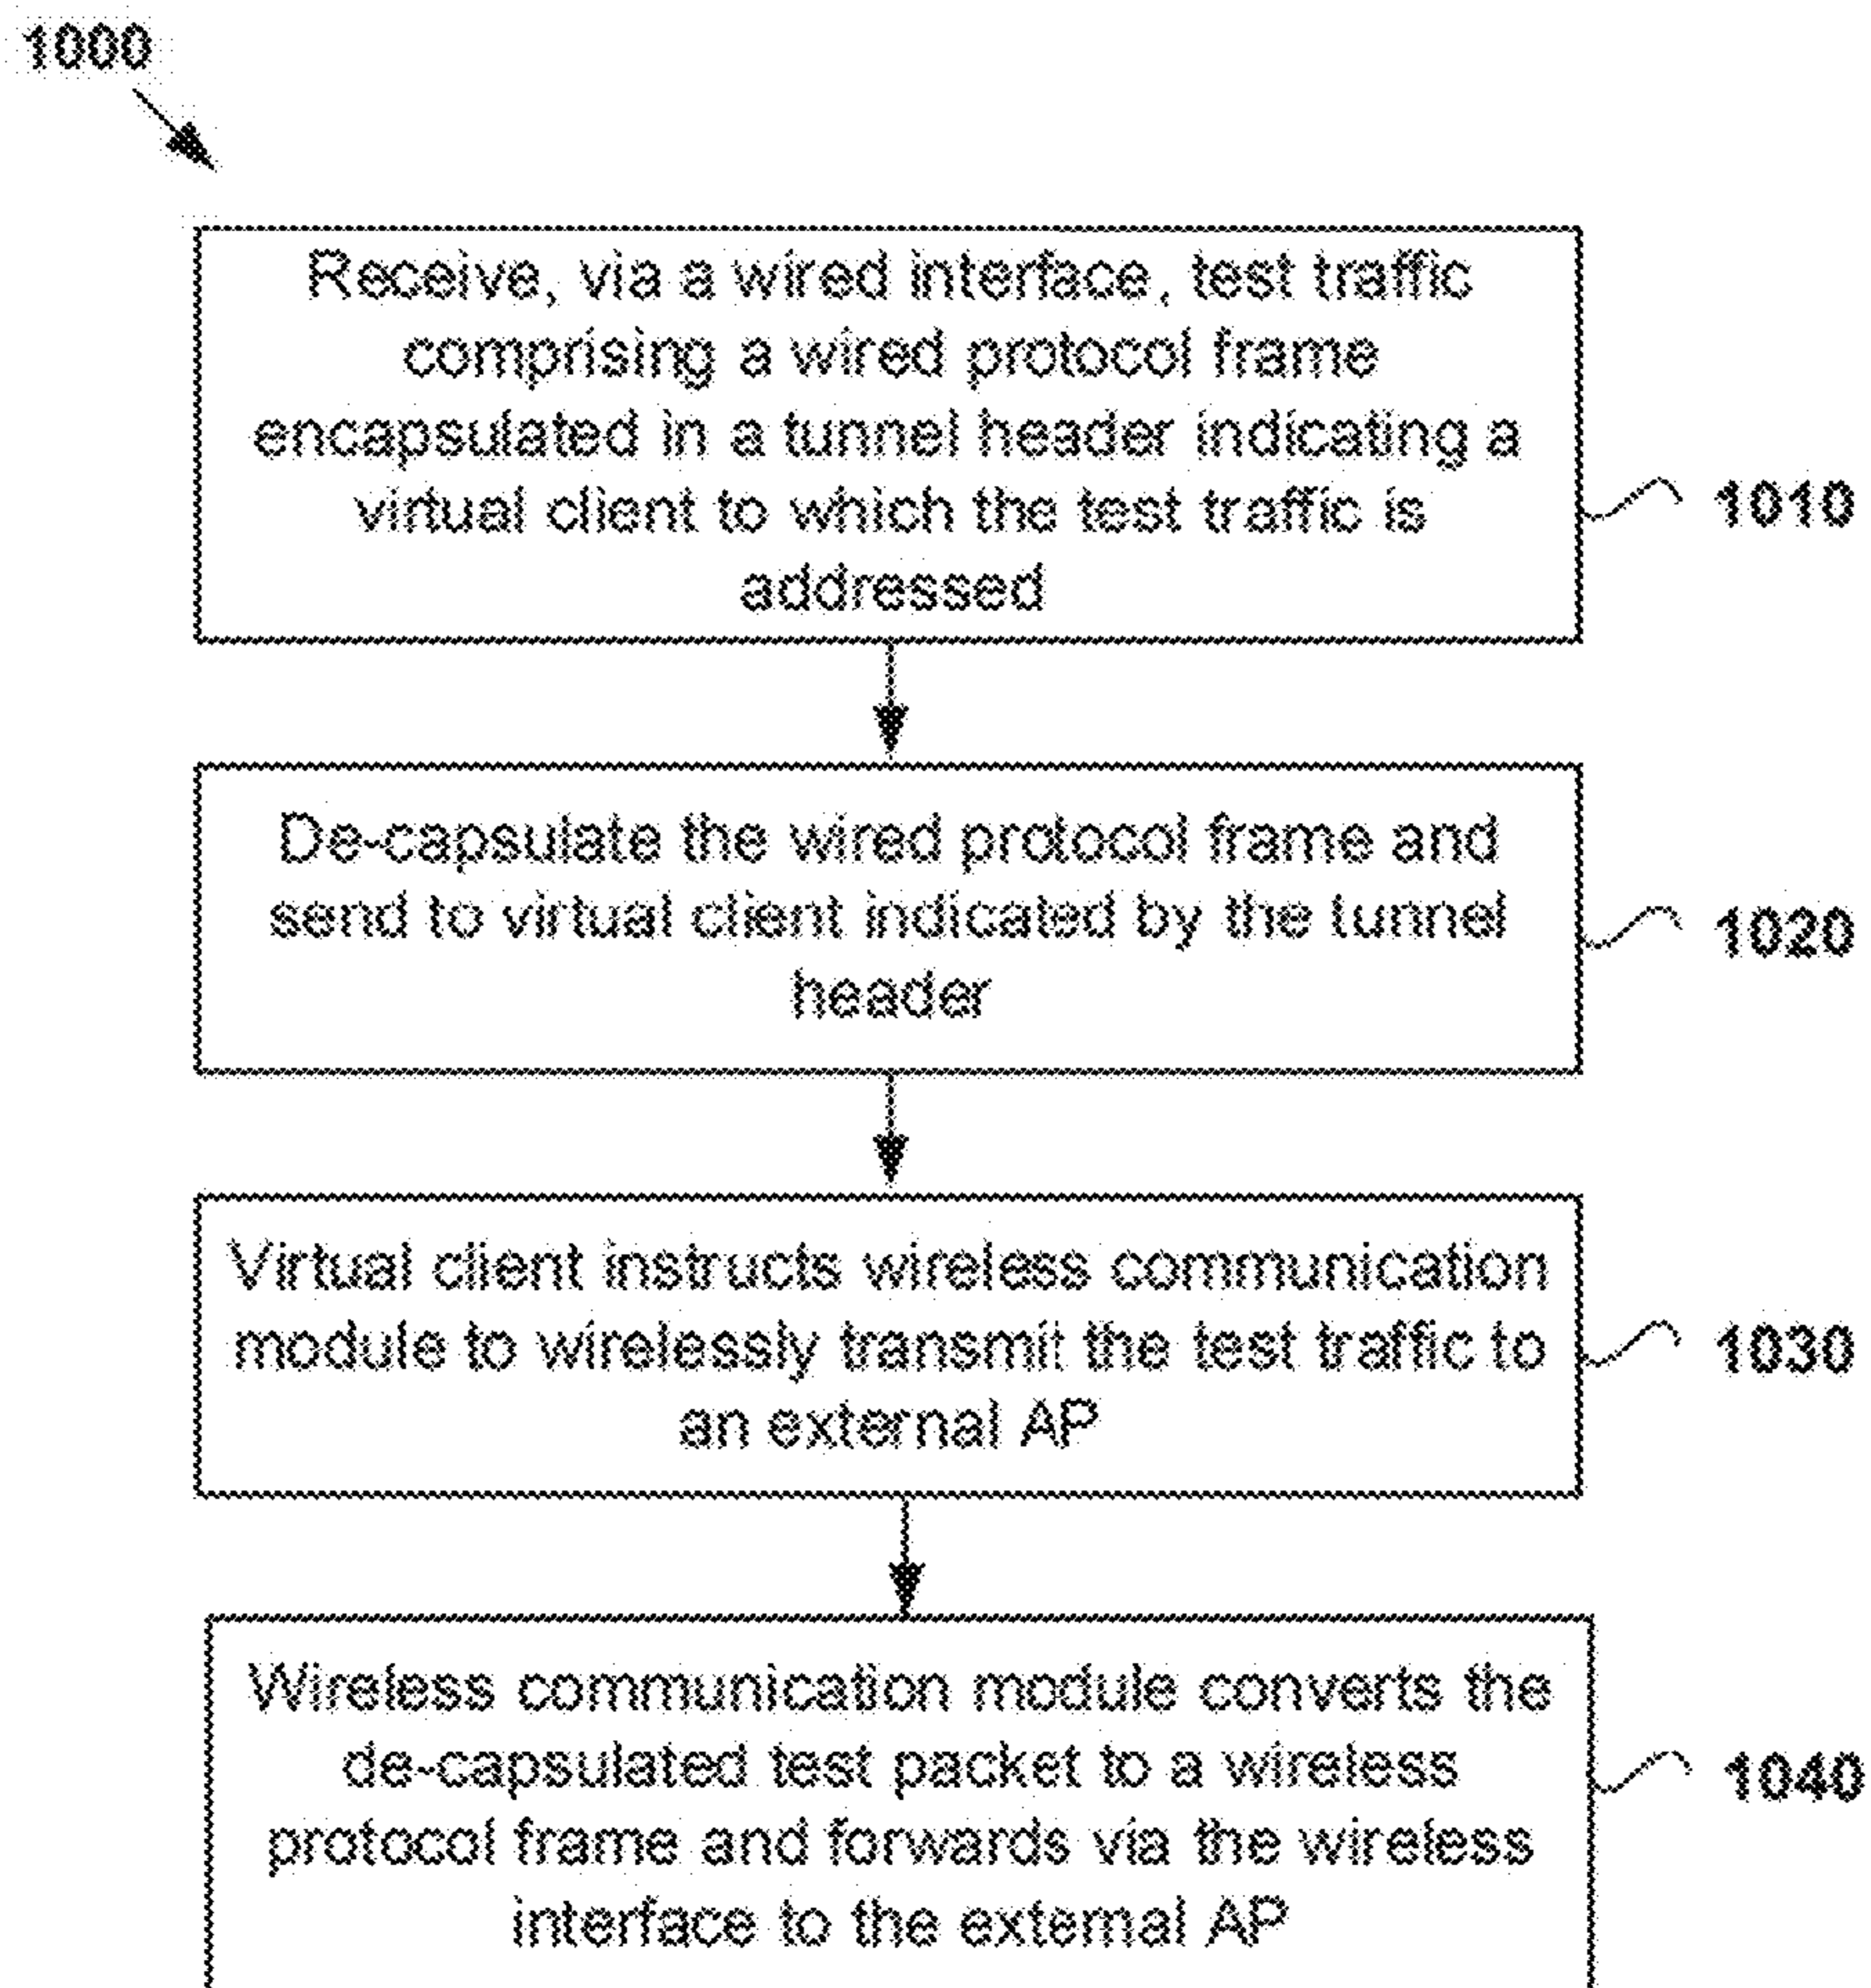 1000
Receive, via a wired interface, test traffic
comprising a wired protocol frame
encapsulated in a tunnel header indicating a
virtual client to which the test traffic is
addressed
1010
De-capsulate the wired protocol frame and
send to virtual client indicated by the tunnel
header
1020
Virtual client instructs wireless communication
module to wirelessly transmit the test traffic to
an external AP
1030
Wireless communication module converts the
de-capsulated test packet to a wireless
protocol frame and forwards via the wireless
interface to the external AP
1040